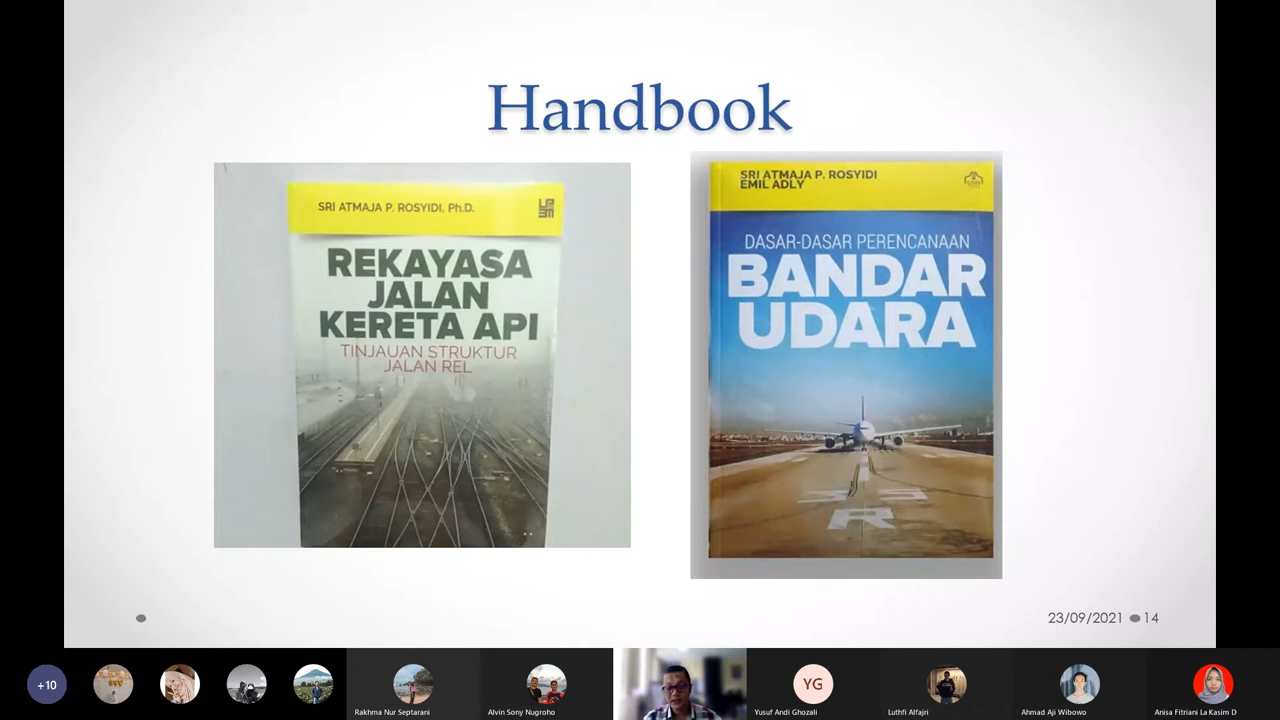 Handbook
SRI ATMAJA P. ROSYIDI, Ph.D.
REKAYASA
JALAN
KERETA API
TINJAUAN STRUKTUR
JALAN REL
SRI ATMAJA P. ROSYIDI
EMIL ADLY
DASAR-DASAR PERENCANAAN
BANDAR
UDARA
R
23/09/2021
14
+10
Rakhma Nur Septarani
Alvin Sony Nugroho
YG
Yusuf Andi Ghozali
Luthfi Alfajri
Ahmad Aji Wibowo
Anisa Fitriani La Kasim D